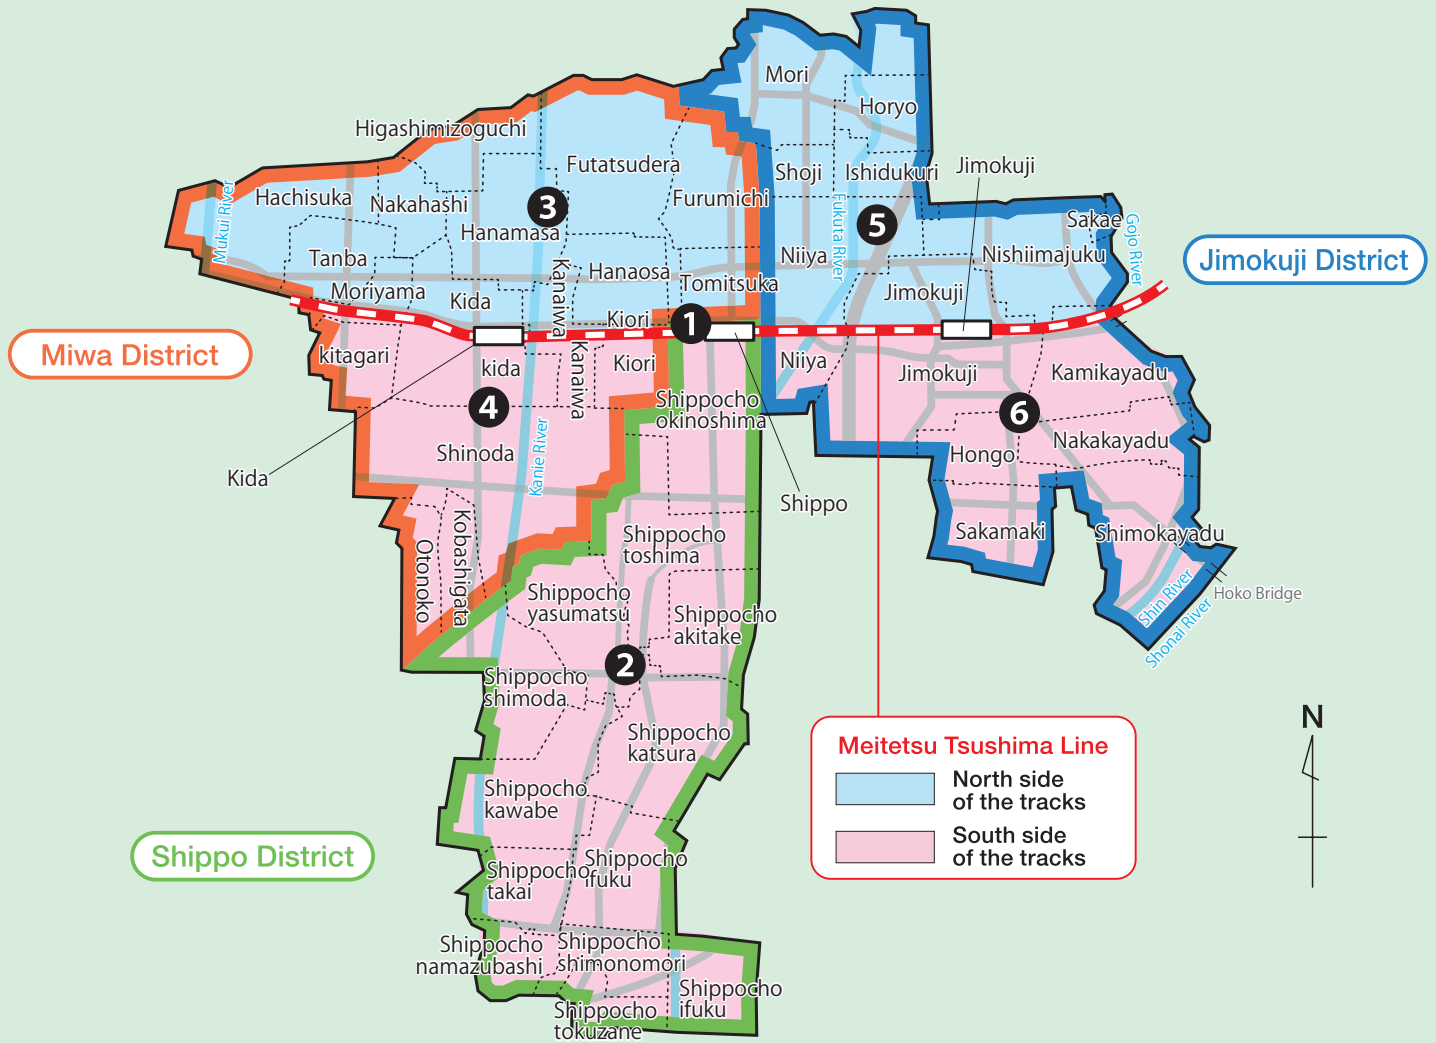 Mori
Horyo
Higashimizoguchi
Futatsudera
Shoji
Ishidukuri
Jimokuji
Hachisuka
Nakahashi
Furumichi
Mukui River
3
Hanamasa
Fukuta River
5
Sakae
Gojo River
Tanba
Kanaiwa
Hanaosa
Niiya
Nishiimajuku
Jimokuji District
Moriyama
Kida
Tomitsuka
Jimokuji
Kiori
1
Miwa District
kitagari
kida
Kanaiwa
Kiori
Niiya
Jimokuji
Kamikayadu
4
Shippocho
okinoshima
6
Shinoda
Kanie River
Hongo
Nakakayadu
Kida
Shippo
Otonoko
Kobashigata
Shippocho
toshima
Sakamaki
Shimokayadu
Shippocho
yasumatsu
Shippocho
akitake
Shin River
Shonai River
Hoko Bridge
2
Shippocho
shimoda
Shippocho
katsura
N
Meitetsu Tsushima Line
North side
of the tracks
South side
of the tracks
Shippocho
kawabe
Shippo District
Shippocho
takai
Shippocho
ifuku
Shippocho
namazubashi
Shippocho
shimonomori
Shippocho
ifuku
Shippocho
tokuzane